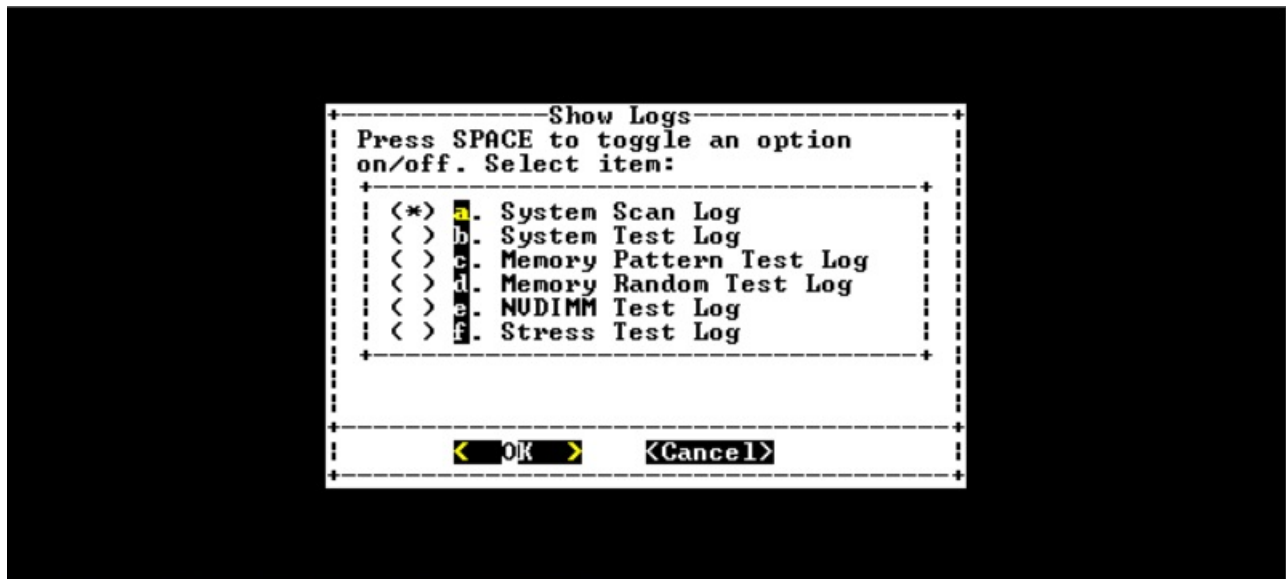 Show Logs
Press SPACE to toggle an option
on/off. Select item:
(*) a. System Scan Log
( ) b. System Test Log
( ) c. Memory Pattern Test Log
( ) d. Memory Random Test Log
( ) e. NVDIMM Test Log
( ) f. Stress Test Log
< OK > <Cancel>